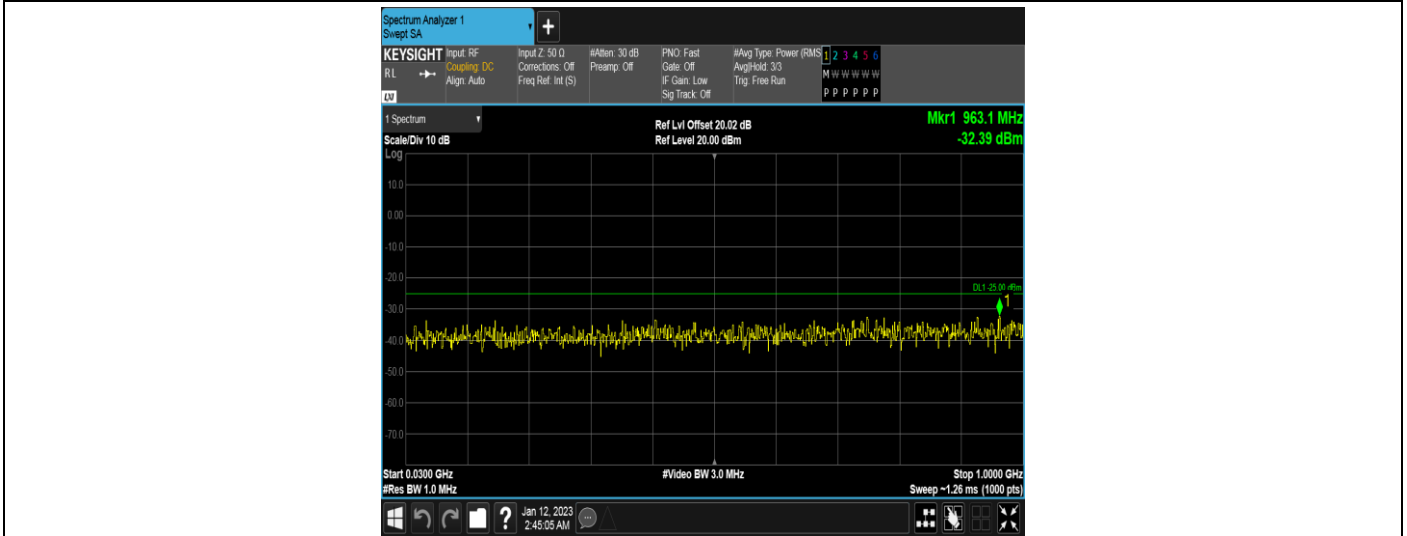 Spectrum Analyzer 1
Swept SA
+
KEYSIGHT
RL
LXI
Input: RF
Coupling: DC
Align: Auto
Input Z: 50 Ω
Corrections: Off
Freq Ref: Int (S)
#Atten: 30 dB
Preamp: Off
PNO: Fast
Gate: Off
IF Gain: Low
Sig Track: Off
#Avg Type: Power (RMS
Avg|Hold: 3/3
Trig: Free Run
1 2 3 4 5 6
M W W W W W
P P P P P P
1 Spectrum
Scale/Div 10 dB
Ref Lvl Offset 20.02 dB
Ref Level 20.00 dBm
Mkr1 963.1 MHz
-32.39 dBm
Log
10.0
0.00
-10.0
-20.0
DL1 -25.00 dBm
1
-30.0
-40.0
-50.0
-60.0
-70.0
Start 0.0300 GHz
#Video BW 3.0 MHz
Stop 1.0000 GHz
#Res BW 1.0 MHz
Sweep ~1.26 ms (1000 pts)
?
Jan 12, 2023
2:45:05 AM